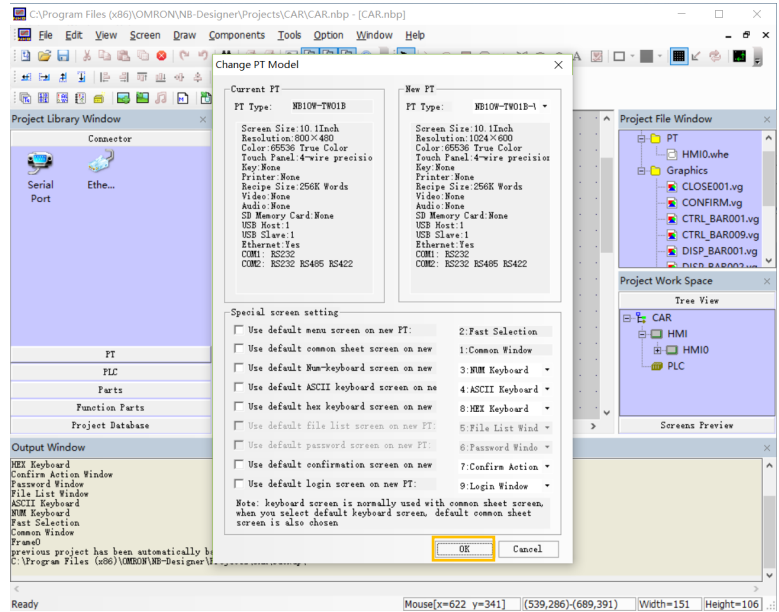 C:\Program Files (x86)\OMRON\NB-Designer\Projects\CAR\CAR.nbp - [CAR.nbp]
File Edit View Screen Draw Components Tools Option Window Help
Project Library Window
Connector
Serial Port
Ethe...
PT
PLC
Parts
Function Parts
Project Database
Change PT Model
Current PT
PT Type: NB10W-TW01B
Screen Size:10.1Inch
Resolution:800×480
Color:65536 True Color
Touch Panel:4-wire precisio
Key:None
Printer:None
Recipe Size:256K Words
Video:None
Audio:None
SD Memory Card:None
USB Host:1
USB Slave:1
Ethernet:Yes
COM1: RS232
COM2: RS232 RS485 RS422
New PT
PT Type: NB10W-TW01B-V
Screen Size:10.1Inch
Resolution:1024×600
Color:65536 True Color
Touch Panel:4-wire precision
Key:None
Printer:None
Recipe Size:256K Words
Video:None
Audio:None
SD Memory Card:None
USB Host:1
USB Slave:1
Ethernet:Yes
COM1: RS232
COM2: RS232 RS485 RS422
Special screen setting
Use default menu screen on new PT: 2:Fast Selection
Use default common sheet screen on new 1:Common Window
Use default Num-keyboard screen on new 3:NUM Keyboard
Use default ASCII keyboard screen on ne 4:ASCII Keyboard
Use default hex keyboard screen on new 8:HEX Keyboard
Use default file list screen on new PT: 5:File List Wind
Use default password screen on new PT: 6:Password Windo
Use default confirmation screen on new 7:Confirm Action
Use default login screen on new PT: 9:Login Window
Note: keyboard screen is normally used with common sheet screen,
when you select default keyboard screen, default common sheet
screen is also chosen
OK Cancel
Project File Window
PT
HMI0.whe
Graphics
CLOSE001.vg
CONFIRM.vg
CTRL_BAR001.vg
CTRL_BAR009.vg
DISP_BAR001.vg
Project Work Space
Tree View
CAR
HMI
HMI0
PLC
Screens Preview
Output Window
HEX Keyboard
Confirm Action Window
Password Window
File List Window
ASCII Keyboard
NUM Keyboard
Fast Selection
Common Window
Frame0
previous project has been automatically b
C:\Program Files (x86)\OMRON\NB-Designer\
Ready Mouse[x=622 y=341] (539,286)-(689,391) Width=151 Height=106